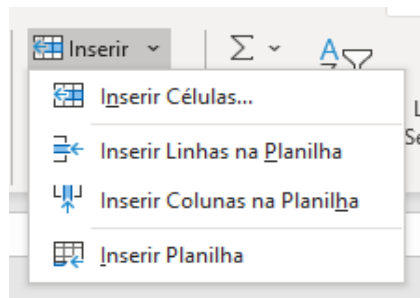 Inserir
Inserir Células...
Inserir Linhas na Planilha
Inserir Colunas na Planilha
Inserir Planilha